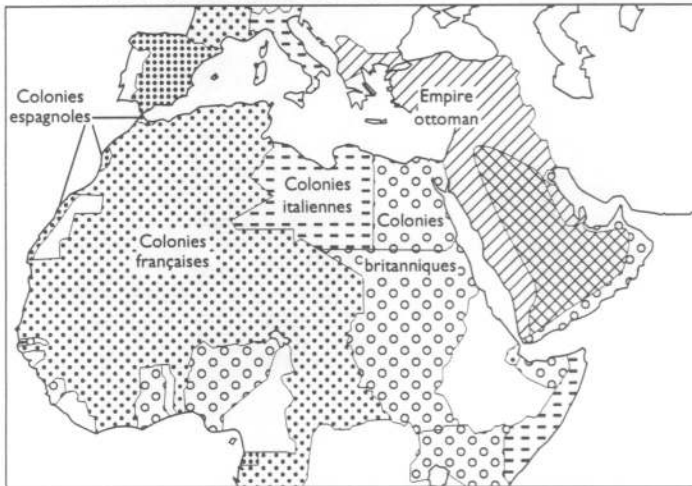 Colonies
espagnoles
Empire
ottoman
Colonies
italiennes
Colonies
britanniques
Colonies
françaises